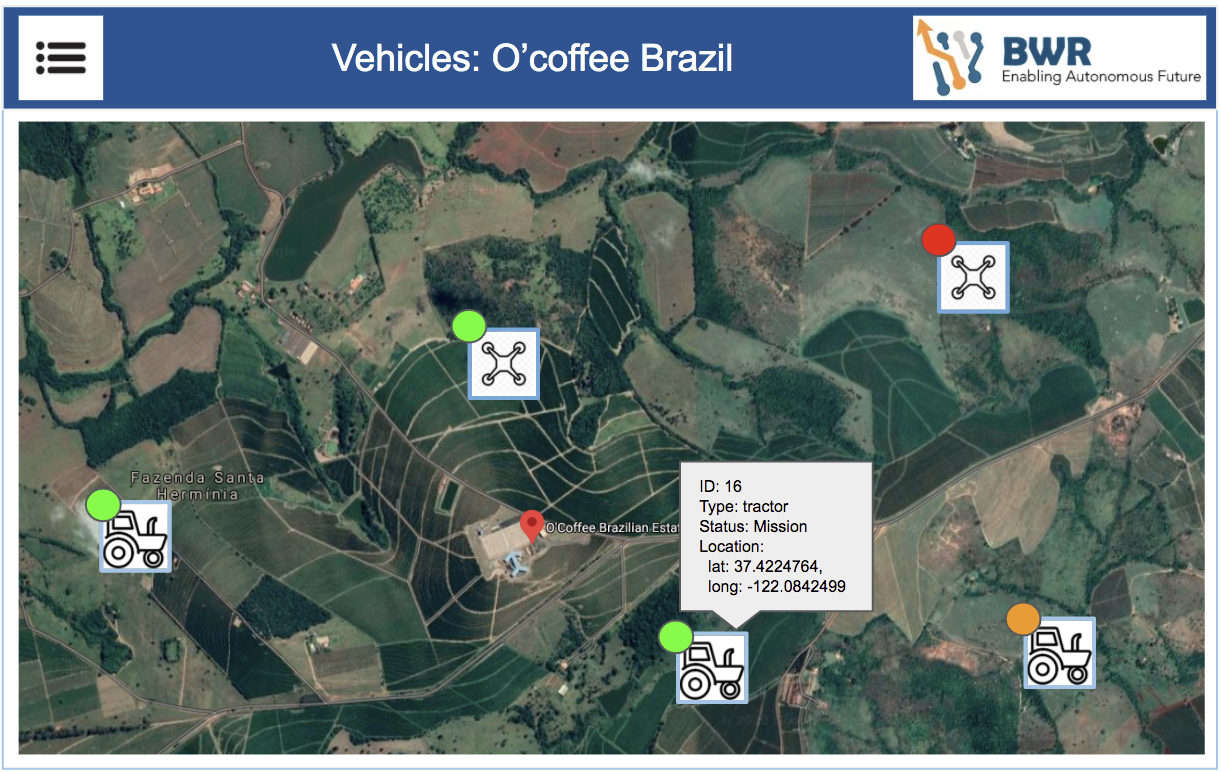 Vehicles: O’coffee Brazil
BWR
Enabling Autonomous Future
Fazenda Santa
Hermínia
O'Coffee Brazilian Estat
ID: 16
Type: tractor
Status: Mission
Location:
lat: 37.4224764,
long: -122.0842499